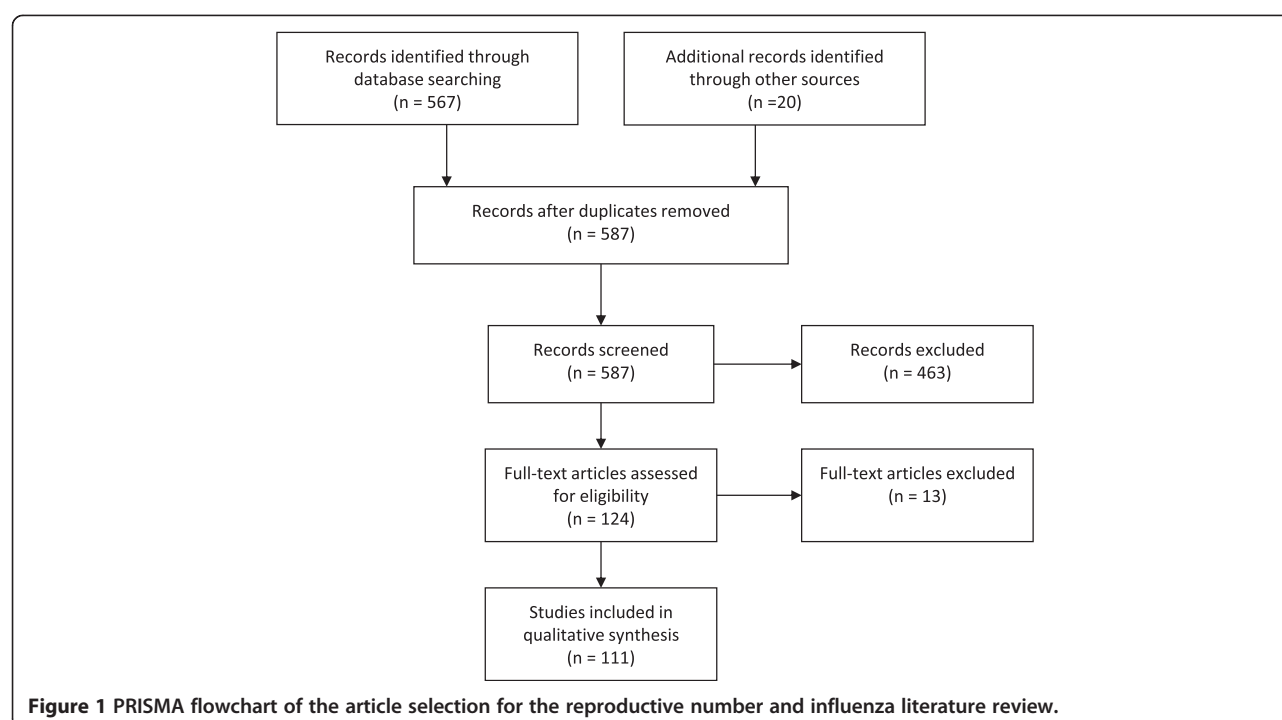 Records identified through
database searching
(n = 567)
Additional records identified
through other sources
(n =20)
Records after duplicates removed
(n = 587)
Records screened
(n = 587)
Records excluded
(n = 463)
Full-text articles assessed
for eligibility
(n = 124)
Full-text articles excluded
(n = 13)
Studies included in
qualitative synthesis
(n = 111)
Figure 1 PRISMA flowchart of the article selection for the reproductive number and influenza literature review.